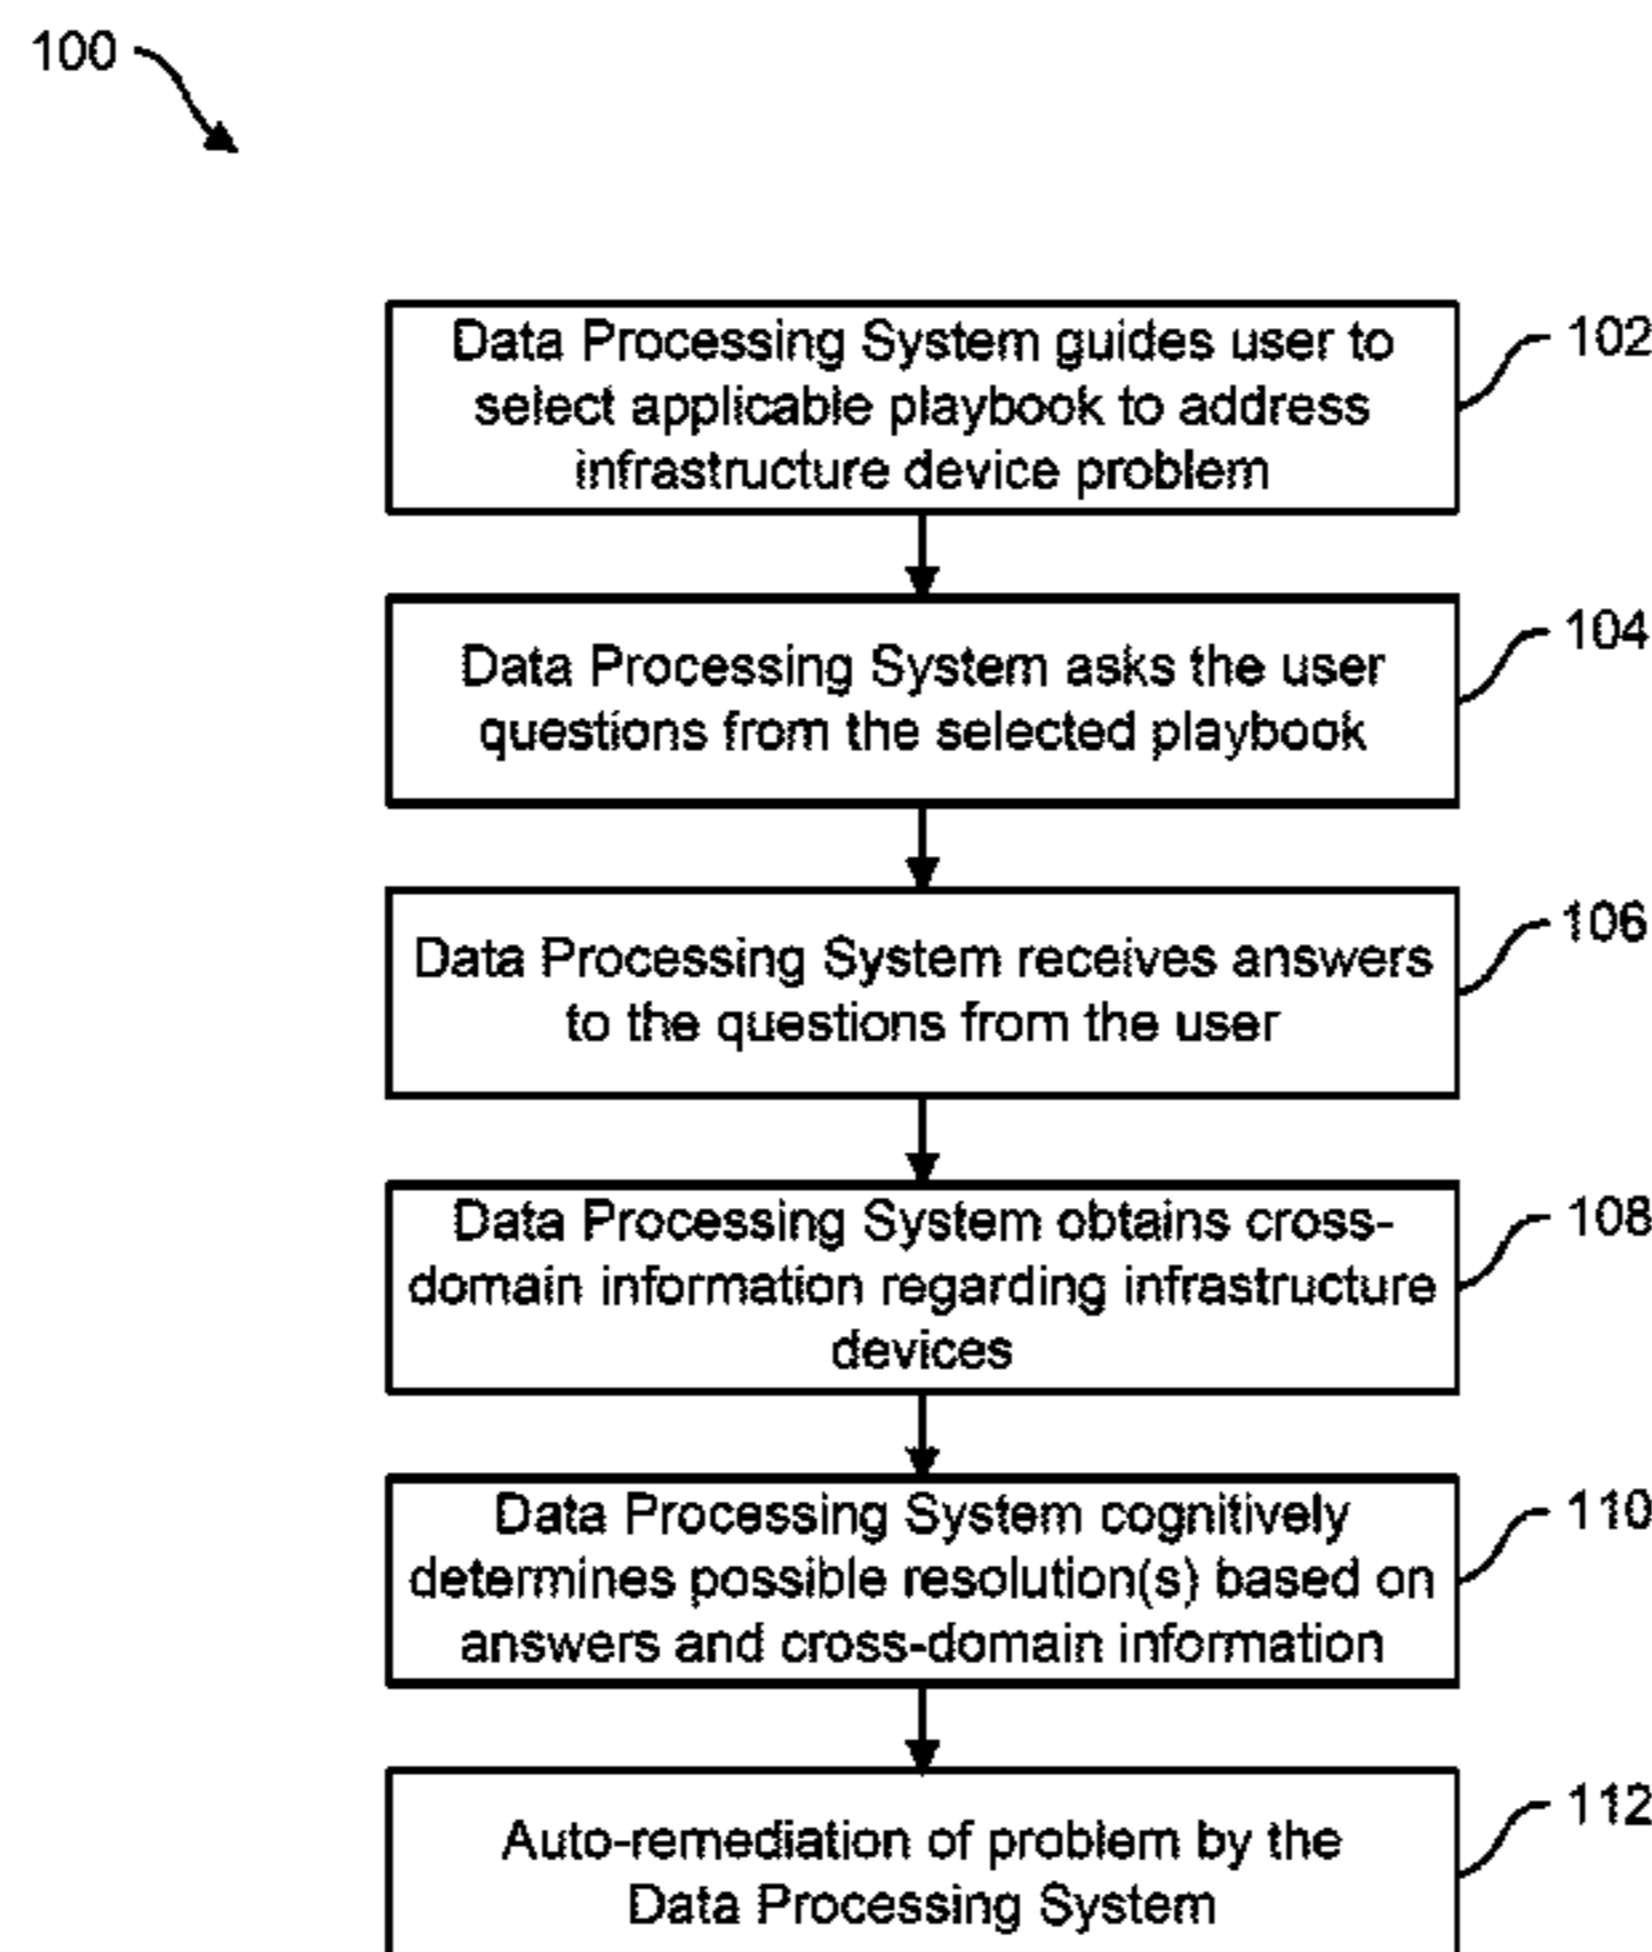 100
Data Processing System guides user to
select applicable playbook to address
infrastructure device problem
102
Data Processing System asks the user
questions from the selected playbook
104
Data Processing System receives answers
to the questions from the user
106
Data Processing System obtains cross-
domain information regarding infrastructure
devices
108
Data Processing System cognitively
determines possible resolution(s) based on
answers and cross-domain information
110
Auto-remediation of problem by the
Data Processing System
112